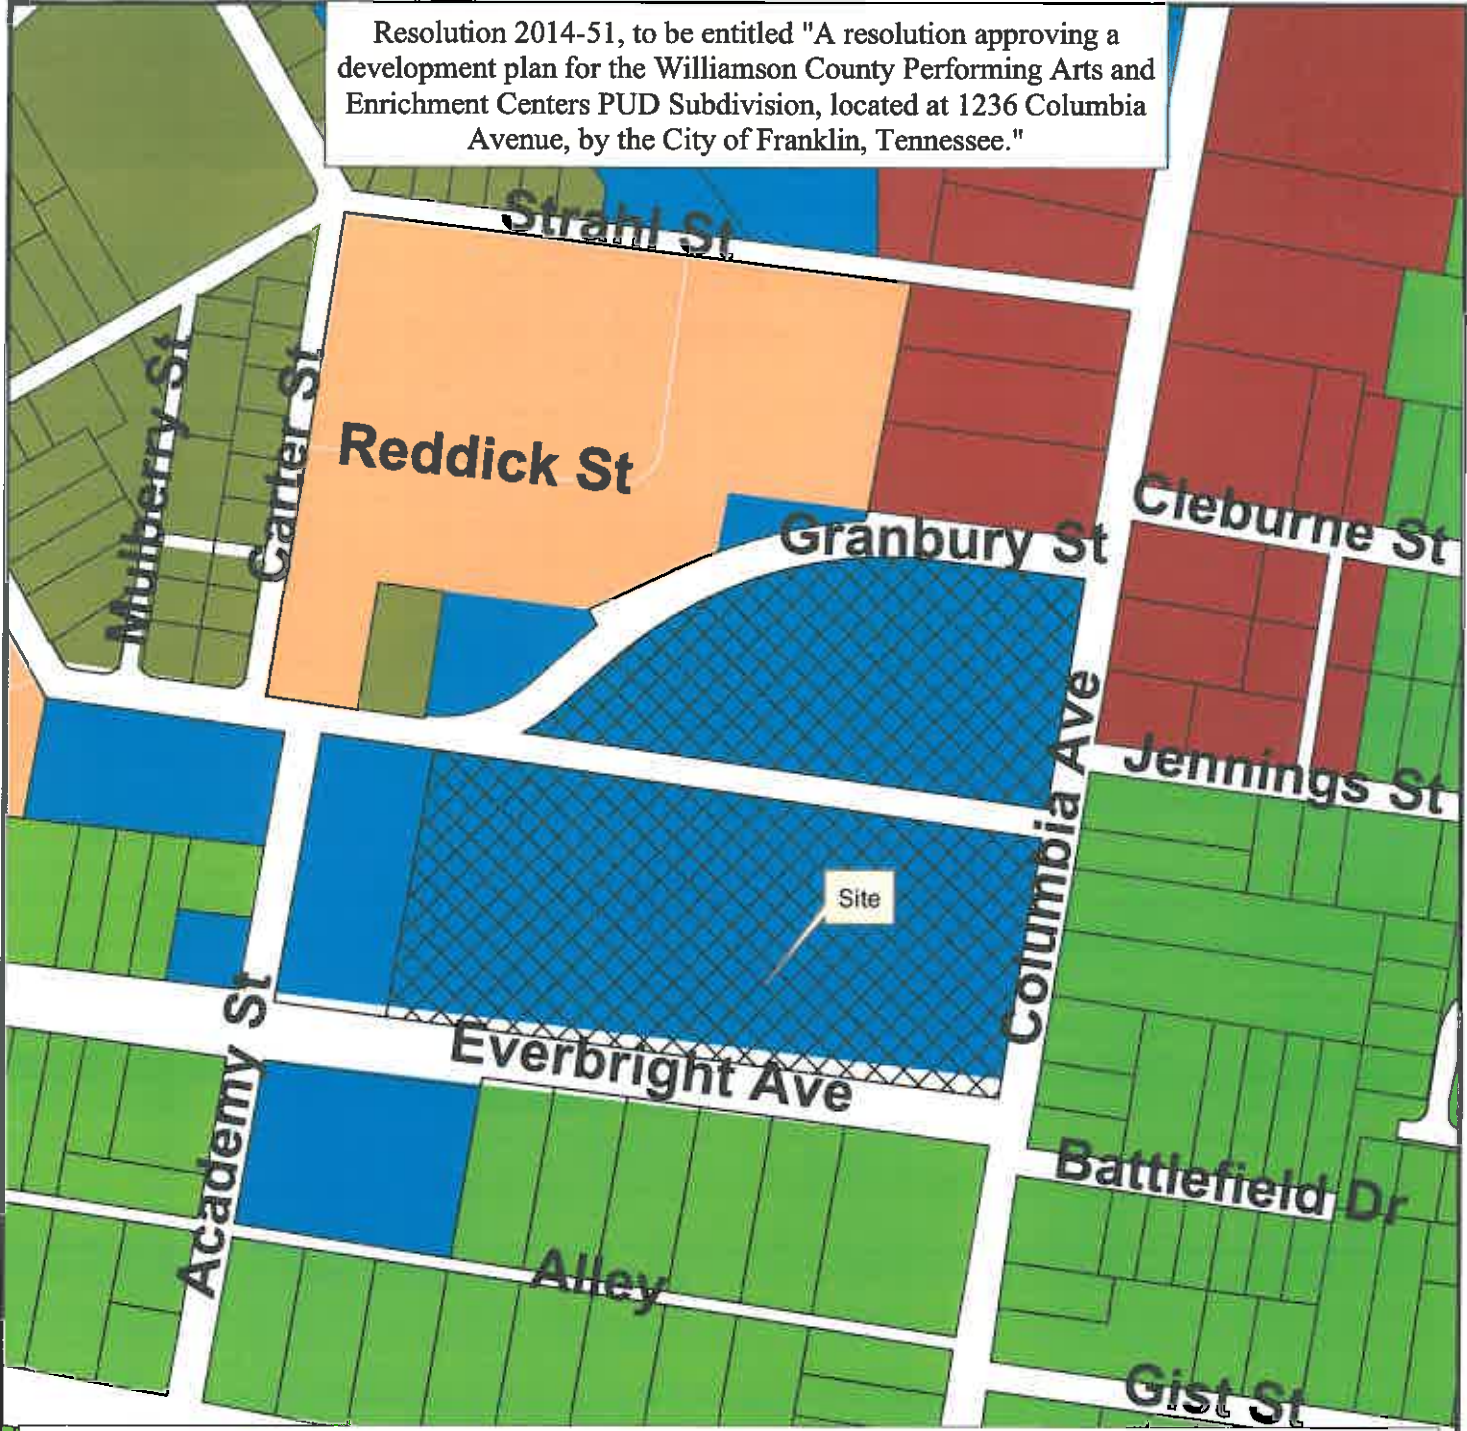 Resolution 2014-51, to be entitled "A resolution approving a
development plan for the Williamson County Performing Arts and
Enrichment Centers PUD Subdivision, located at 1236 Columbia
Avenue, by the City of Franklin, Tennessee."
Strahl St
Mulberry St
Carter St
Reddick St
Granbury St
Cleburne St
Jennings St
Columbia Ave
Site
Academy St
Everbright Ave
Battlefield Dr
Alley
Gist St